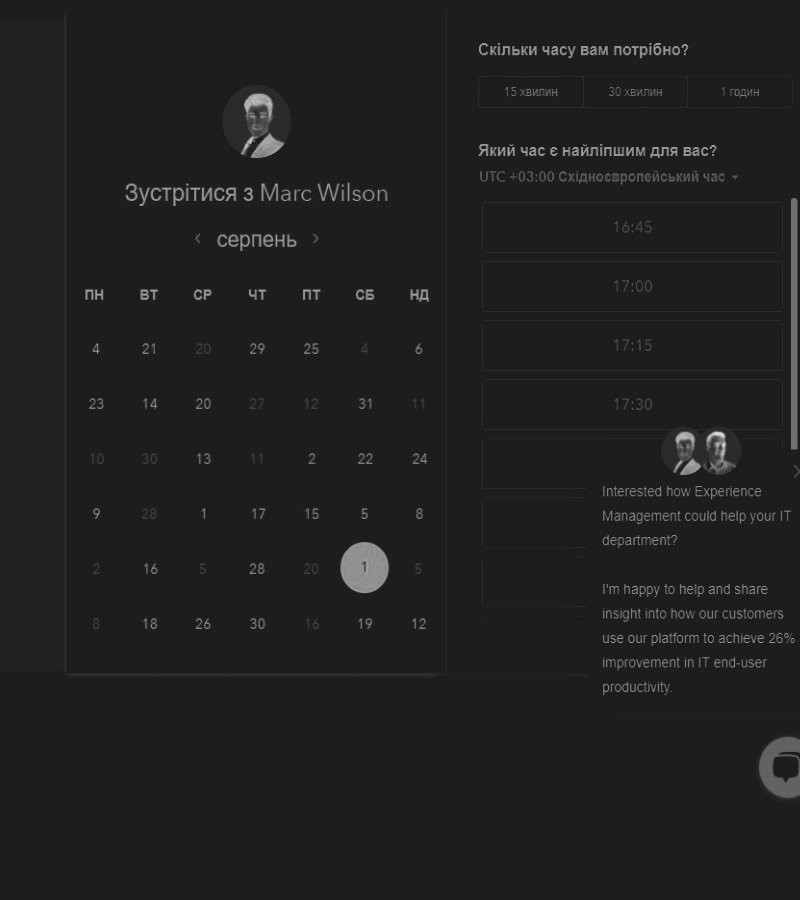 Зустрітися з Marc Wilson
серпень
ПН ВТ СР ЧТ ПТ СБ НД
4 21 20 29 25 4 6
23 14 20 27 12 31 11
10 30 13 11 2 22 24
9 28 1 17 15 5 8
2 16 5 28 20 1 5
8 18 26 30 16 19 12
Скільки часу вам потрібно?
15 хвилин 30 хвилин 1 годин
Який час є найліпшим для вас?
UTC +03:00 Східноєвропейський час
16:45
17:00
17:15
17:30
Interested how Experience
Management could help your IT
department?
I'm happy to help and share
insight into how our customers
use our platform to achieve 26%
improvement in IT end-user
productivity.